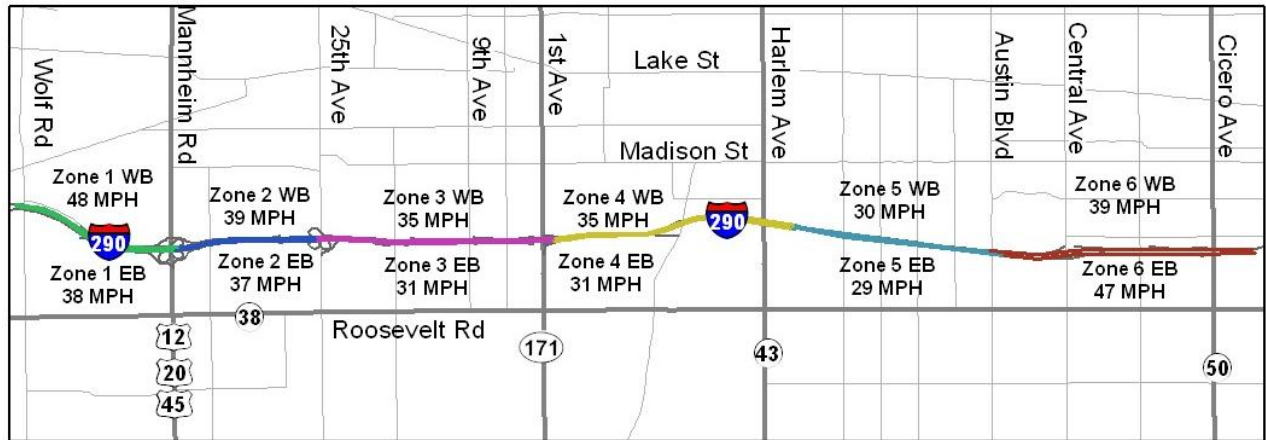 Wolf Rd
Mannheim Rd
25th Ave
9th Ave
1st Ave
Lake St
Harlem Ave
Austin Blvd
Central Ave
Cicero Ave
Madison St
Zone 1 WB
48 MPH
Zone 2 WB
39 MPH
Zone 3 WB
35 MPH
Zone 4 WB
35 MPH
290
Zone 5 WB
30 MPH
Zone 6 WB
39 MPH
290
Zone 1 EB
38 MPH
Zone 2 EB
37 MPH
Zone 3 EB
31 MPH
Zone 4 EB
31 MPH
Zone 5 EB
29 MPH
Zone 6 EB
47 MPH
38
Roosevelt Rd
12
20
45
171
43
50